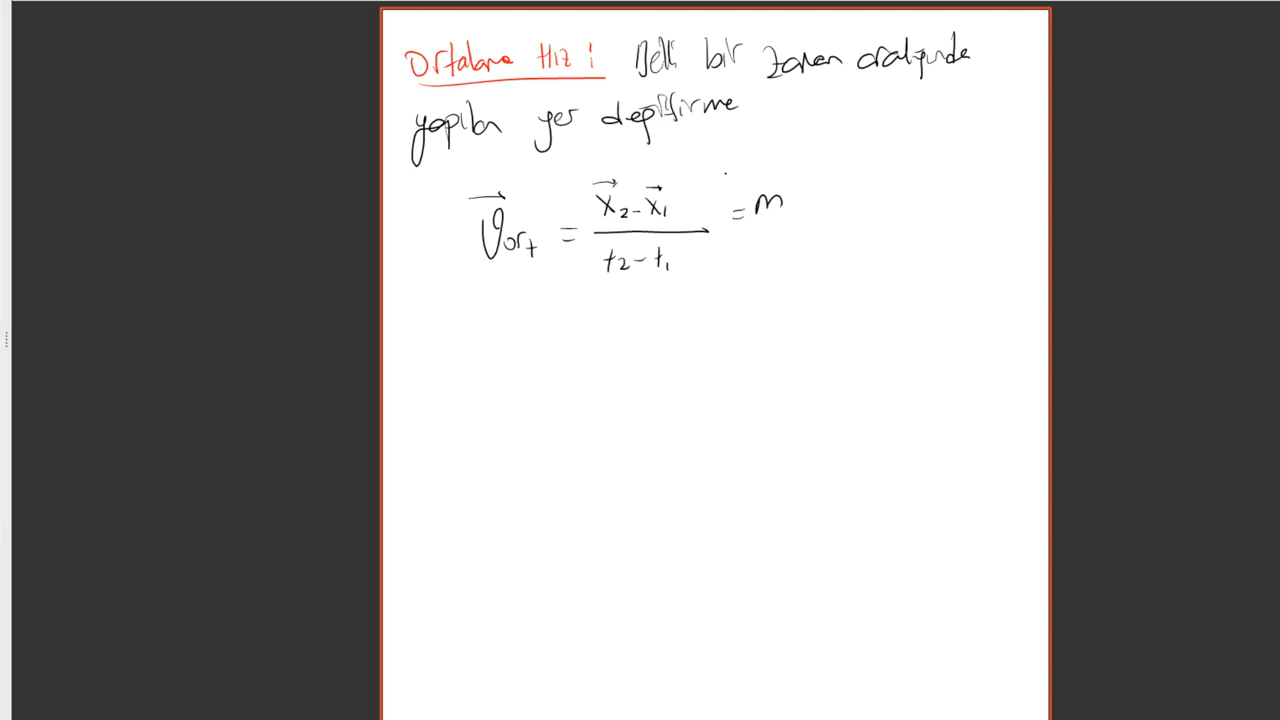 Ortalama Hız : Belli bir zaman aralığında
yapılan yer değiştirme
V⃗ort = (x⃗2 - x⃗1) / (t2 - t1) = m